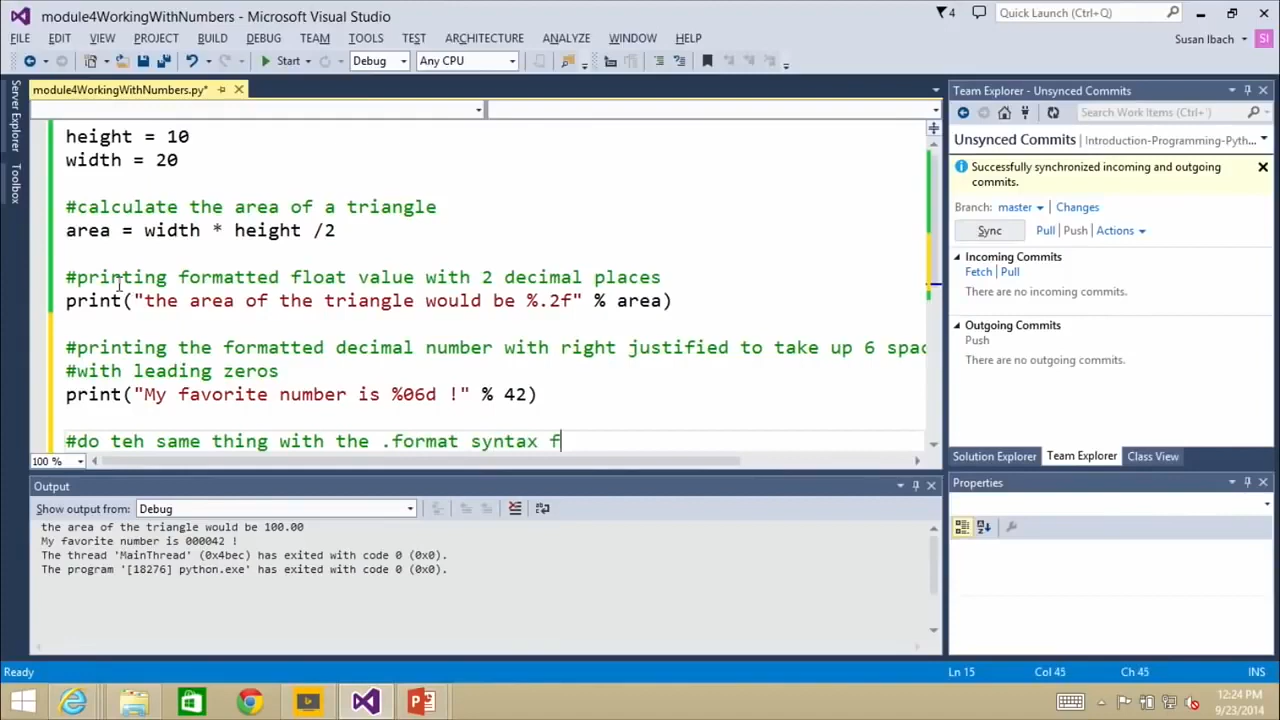 module4WorkingWithNumbers - Microsoft Visual Studio
4
Quick Launch (Ctrl+Q)
FILE EDIT VIEW PROJECT BUILD DEBUG TEAM TOOLS TEST ARCHITECTURE ANALYZE WINDOW HELP
Susan Ibach SI
Start Debug Any CPU
Server Explorer
Toolbox
module4WorkingWithNumbers.py*
height = 10
width = 20
#calculate the area of a triangle
area = width * height /2
#printing formatted float value with 2 decimal places
print("the area of the triangle would be %.2f" % area)
#printing the formatted decimal number with right justified to take up 6 spac
#with leading zeros
print("My favorite number is %06d !" % 42)
#do teh same thing with the .format syntax f
100 %
Team Explorer - Unsynced Commits
Search Work Items (Ctrl+')
Unsynced Commits | Introduction-Programming-Pyth...
Successfully synchronized incoming and outgoing
commits.
Branch: master Changes
Sync Pull Push Actions
Incoming Commits
Fetch | Pull
There are no incoming commits.
Outgoing Commits
Push
There are no outgoing commits.
Solution Explorer Team Explorer Class View
Properties
Output
Show output from: Debug
the area of the triangle would be 100.00
My favorite number is 000042 !
The thread 'MainThread' (0x4bec) has exited with code 0 (0x0).
The program '[18276] python.exe' has exited with code 0 (0x0).
Ready
Ln 15 Col 45 Ch 45 INS
12:24 PM
9/23/2014